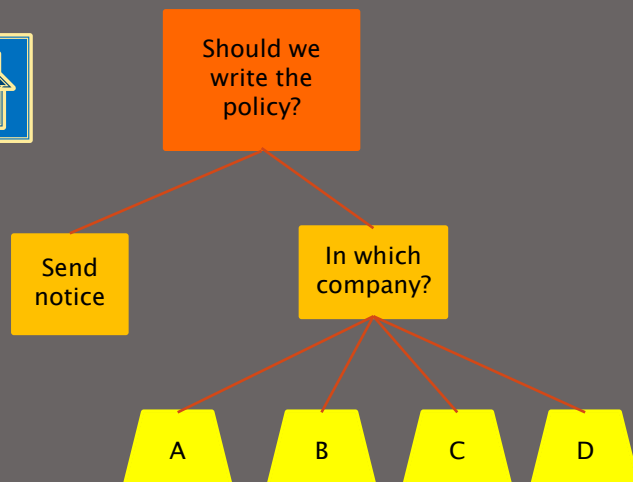 Should we
write the
policy?
Send
notice
In which
company?
A
B
C
D